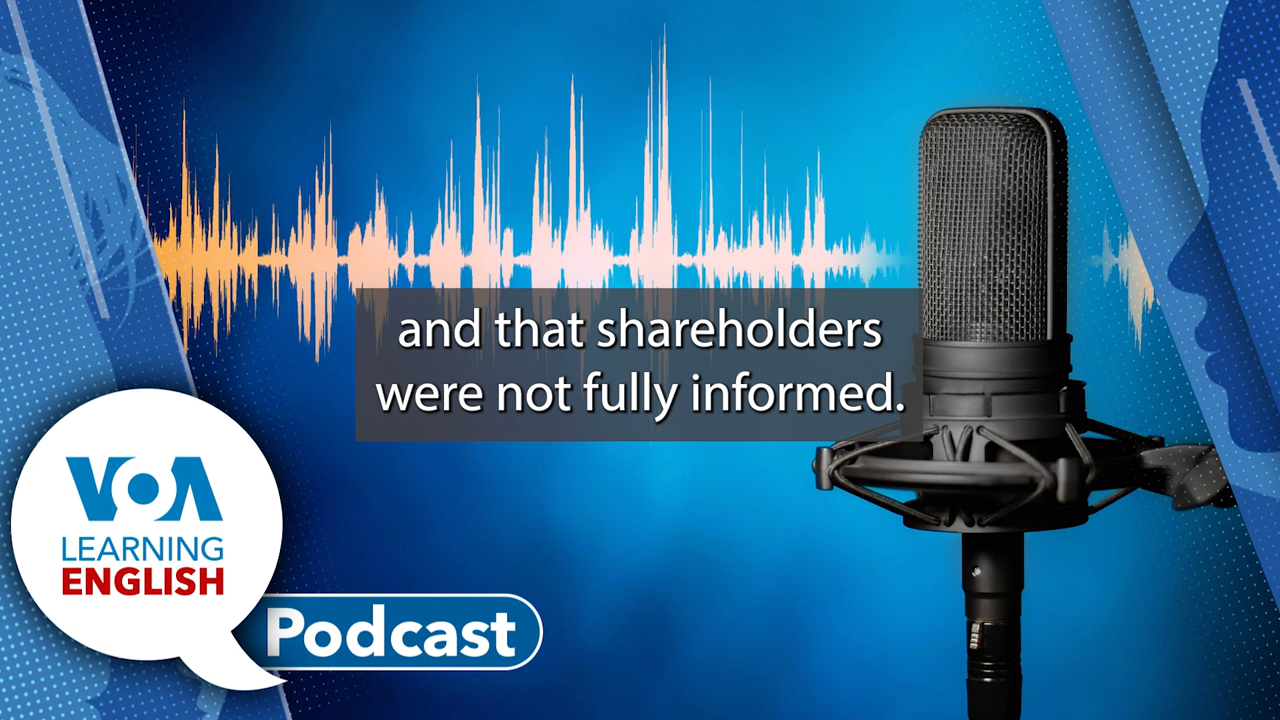 and that shareholders
were not fully informed.
VOA
LEARNING
ENGLISH
Podcast